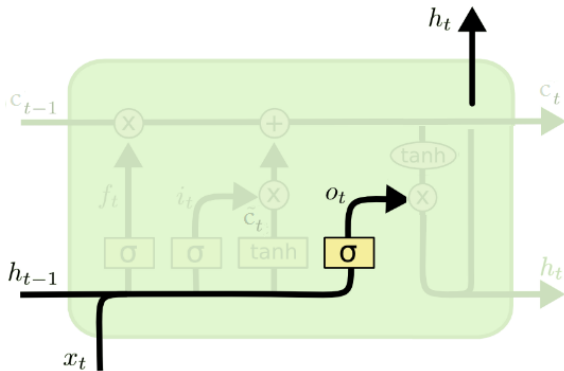 h_t
c_{t-1} x + c_t
tanh
f_t i_t x c̃_t o_t x
h_{t-1} σ σ tanh σ h_t
x_t